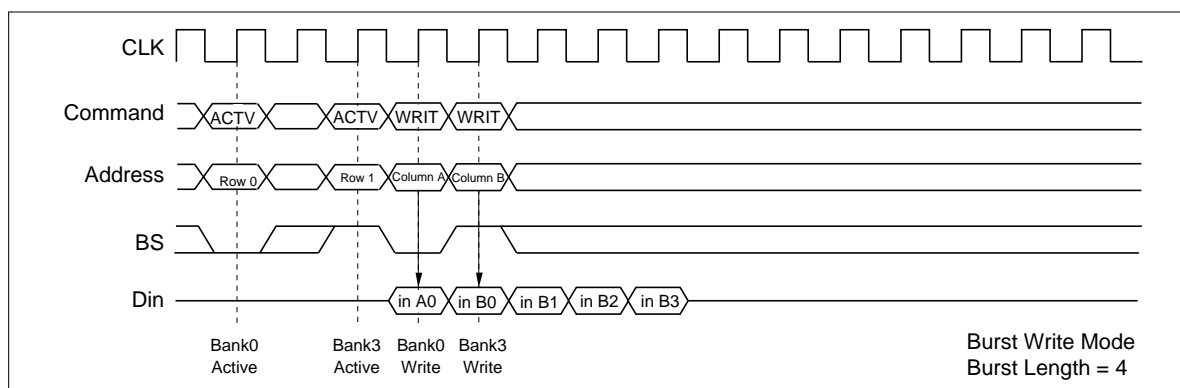 CLK
Command ACTV ACTV WRIT WRIT
Address Row 0 Row 1 Column A Column B
BS
Din in A0 in B0 in B1 in B2 in B3
Bank0 Bank3 Bank0 Bank3
Active Active Write Write
Burst Write Mode
Burst Length = 4